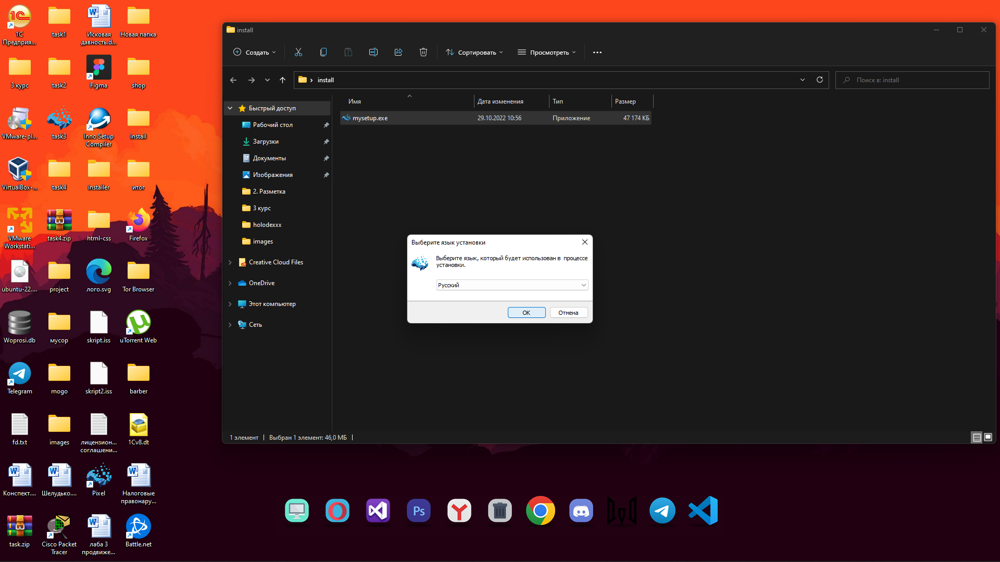 1С
Предприя...
task1
Исковая
давность.d...
Новая папка
3 курс
task2
Figma
shop
VMware-pl...
task3
Inno Setup
Compiler
install
VirtualBox-...
task4
installer
итог
VMware
Workstati...
task4.zip
html-css
Firefox
ubuntu-22....
project
лого.svg
Tor Browser
Woprosi.db
мусор
skript.iss
uTorrent Web
Telegram
mogo
skript2.iss
barber
fd.txt
images
лицензион...
соглашени...
1Cv8.dt
Конспект....
Шелудько....
Pixel
Налоговые
правонару...
task.zip
Cisco Packet
Tracer
лаба 3
продвиже...
Battle.net
install
Создать
Сортировать
Просмотреть
install
Поиск в: install
Имя
Дата изменения
Тип
Размер
mysetup.exe
29.10.2022 10:56
Приложение
47 174 КБ
Быстрый доступ
Рабочий стол
Загрузки
Документы
Изображения
2. Разметка
3 курс
holodexxx
images
Creative Cloud Files
OneDrive
Этот компьютер
Сеть
Выберите язык установки
Выберите язык, который будет использован в процессе
установки.
Русский
ОК
Отмена
1 элемент
Выбран 1 элемент: 46,0 МБ
Ps